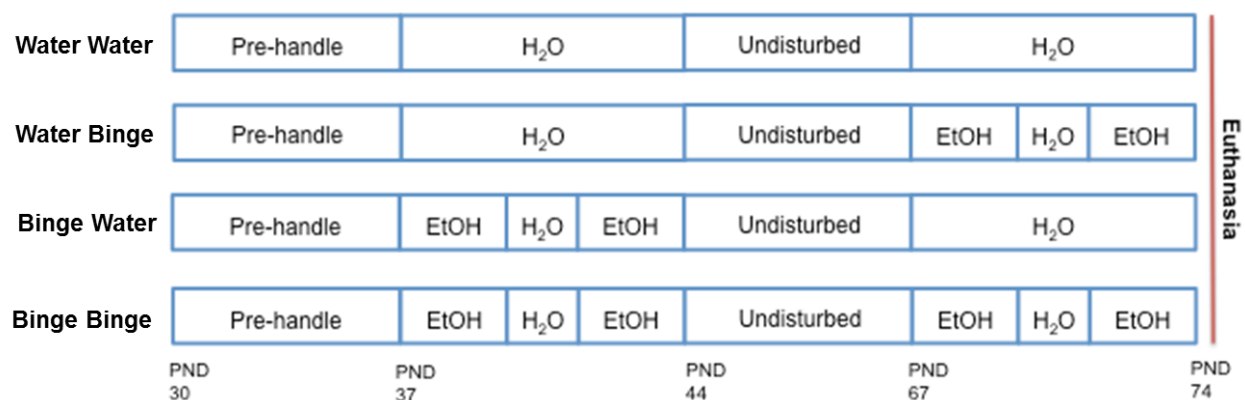 Water Water Pre-handle H₂O Undisturbed H₂O
Water Binge Pre-handle H₂O Undisturbed EtOH H₂O EtOH
Binge Water Pre-handle EtOH H₂O EtOH Undisturbed H₂O
Binge Binge Pre-handle EtOH H₂O EtOH Undisturbed EtOH H₂O EtOH
Euthanasia
PND PND PND PND PND
30 37 44 67 74